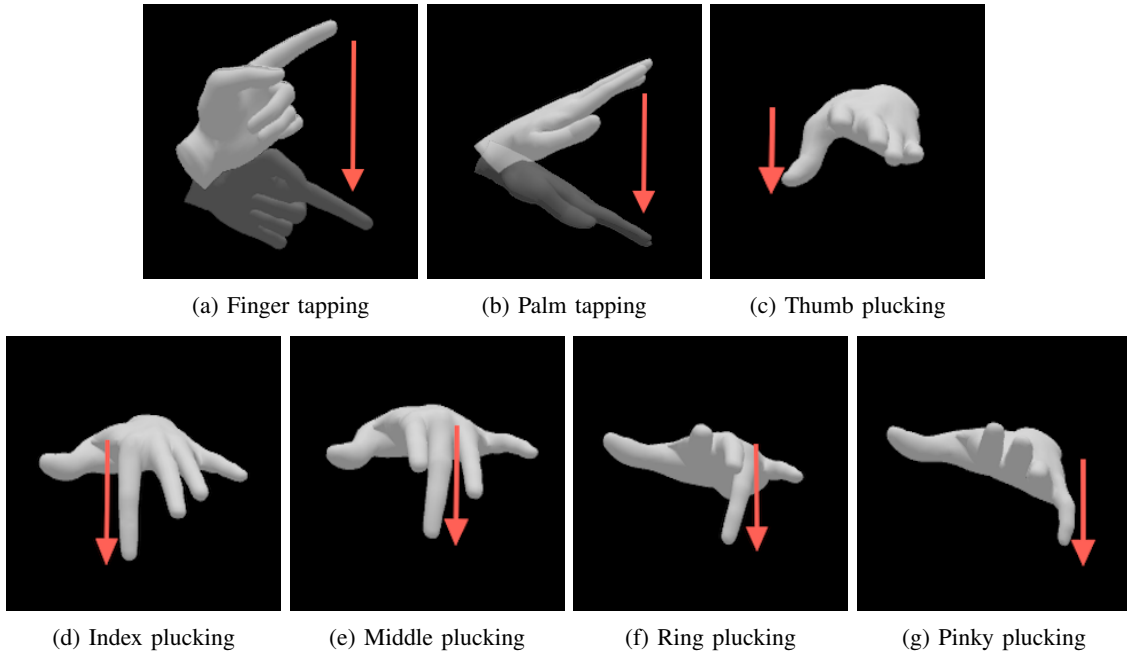 (a) Finger tapping
(b) Palm tapping
(c) Thumb plucking
(d) Index plucking
(e) Middle plucking
(f) Ring plucking
(g) Pinky plucking